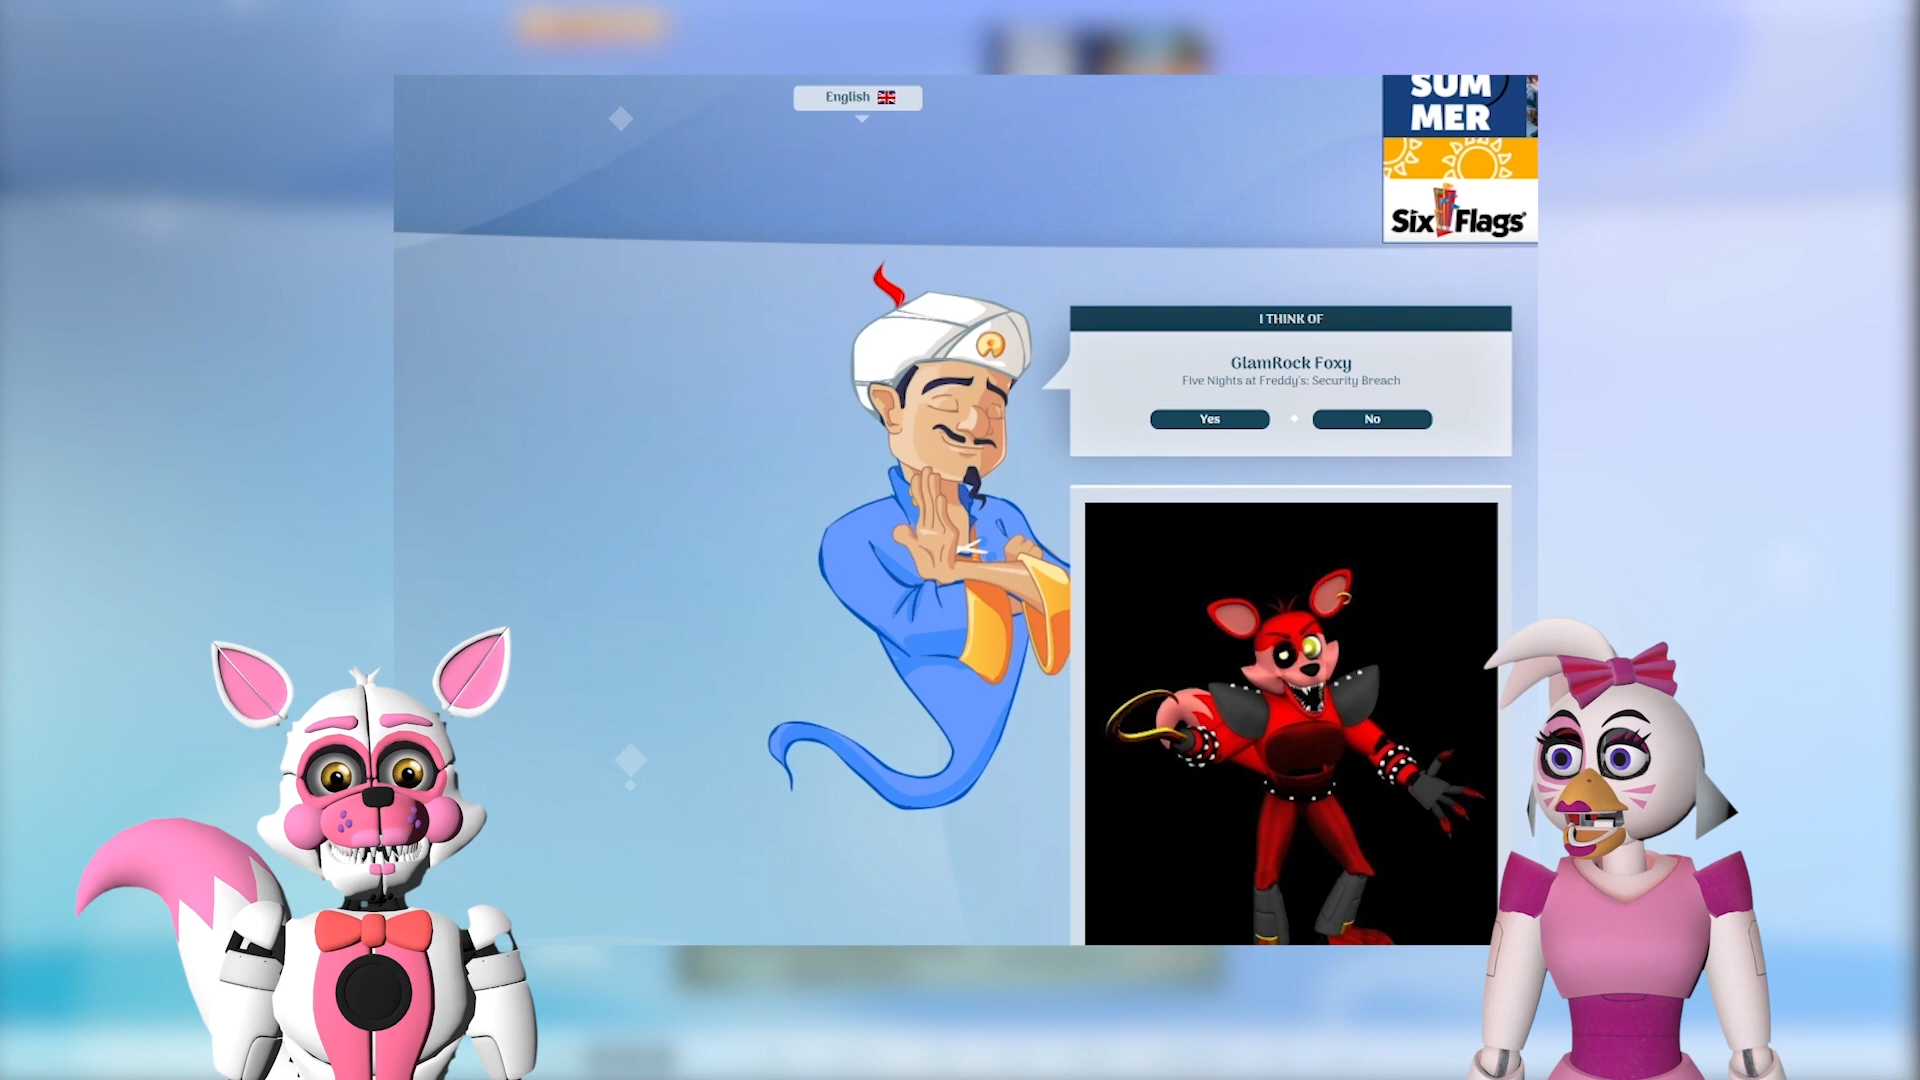 English
SUM
MER
Six Flags
I THINK OF
GlamRock Foxy
Five Nights at Freddy's: Security Breach
Yes
No